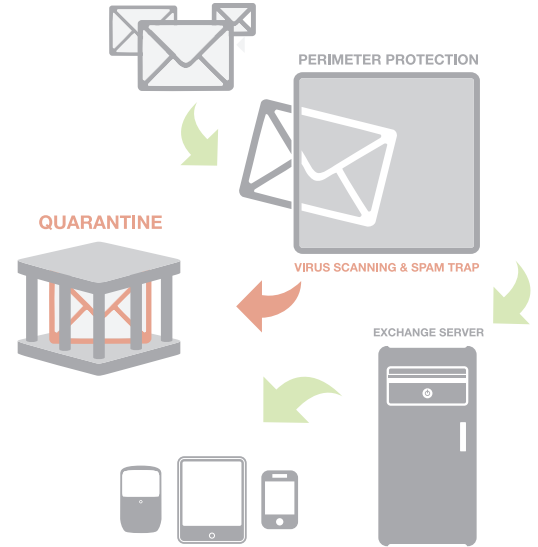 PERIMETER PROTECTION
QUARANTINE
VIRUS SCANNING & SPAM TRAP
EXCHANGE SERVER